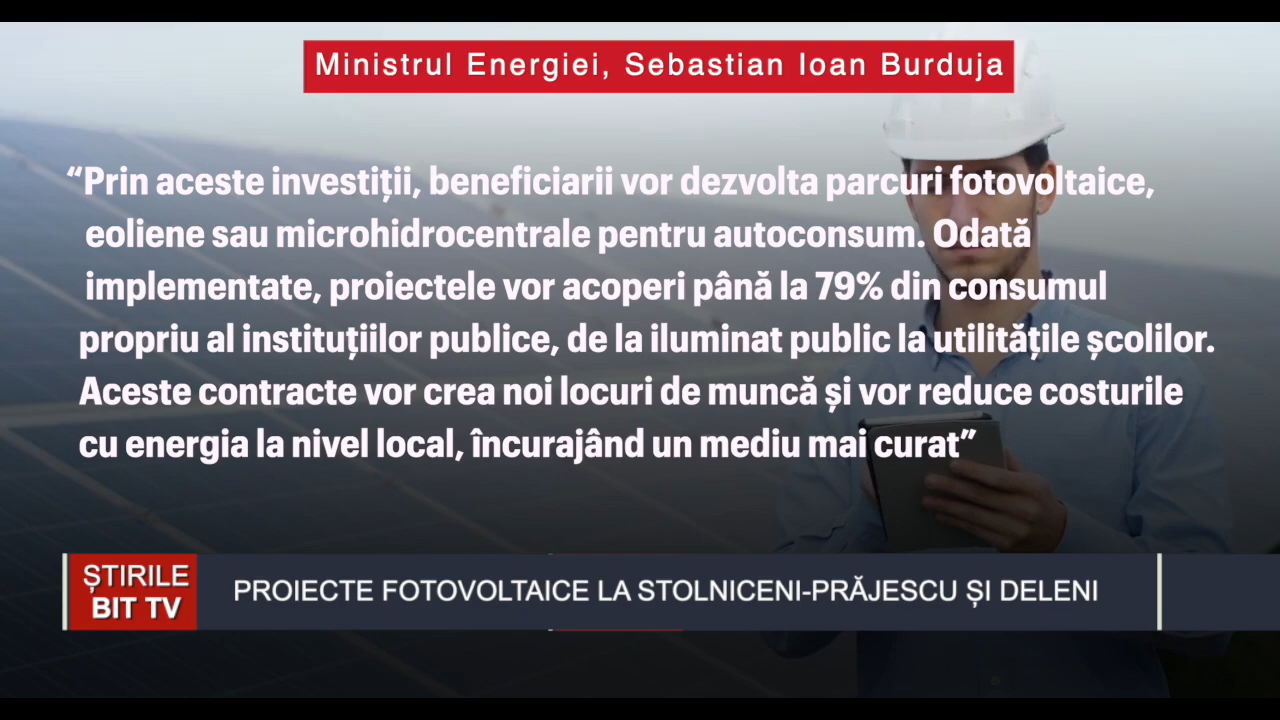 Ministrul Energiei, Sebastian Ioan Burduja
“Prin aceste investiții, beneficiarii vor dezvolta parcuri fotovoltaice,
eoliene sau microhidrocentrale pentru autoconsum. Odată
implementate, proiectele vor acoperi până la 79% din consumul
propriu al instituțiilor publice, de la iluminat public la utilitățile școlilor.
Aceste contracte vor crea noi locuri de muncă și vor reduce costurile
cu energia la nivel local, încurajând un mediu mai curat”
ȘTIRILE
BIT TV
PROIECTE FOTOVOLTAICE LA STOLNICENI-PRĂJESCU ȘI DELENI